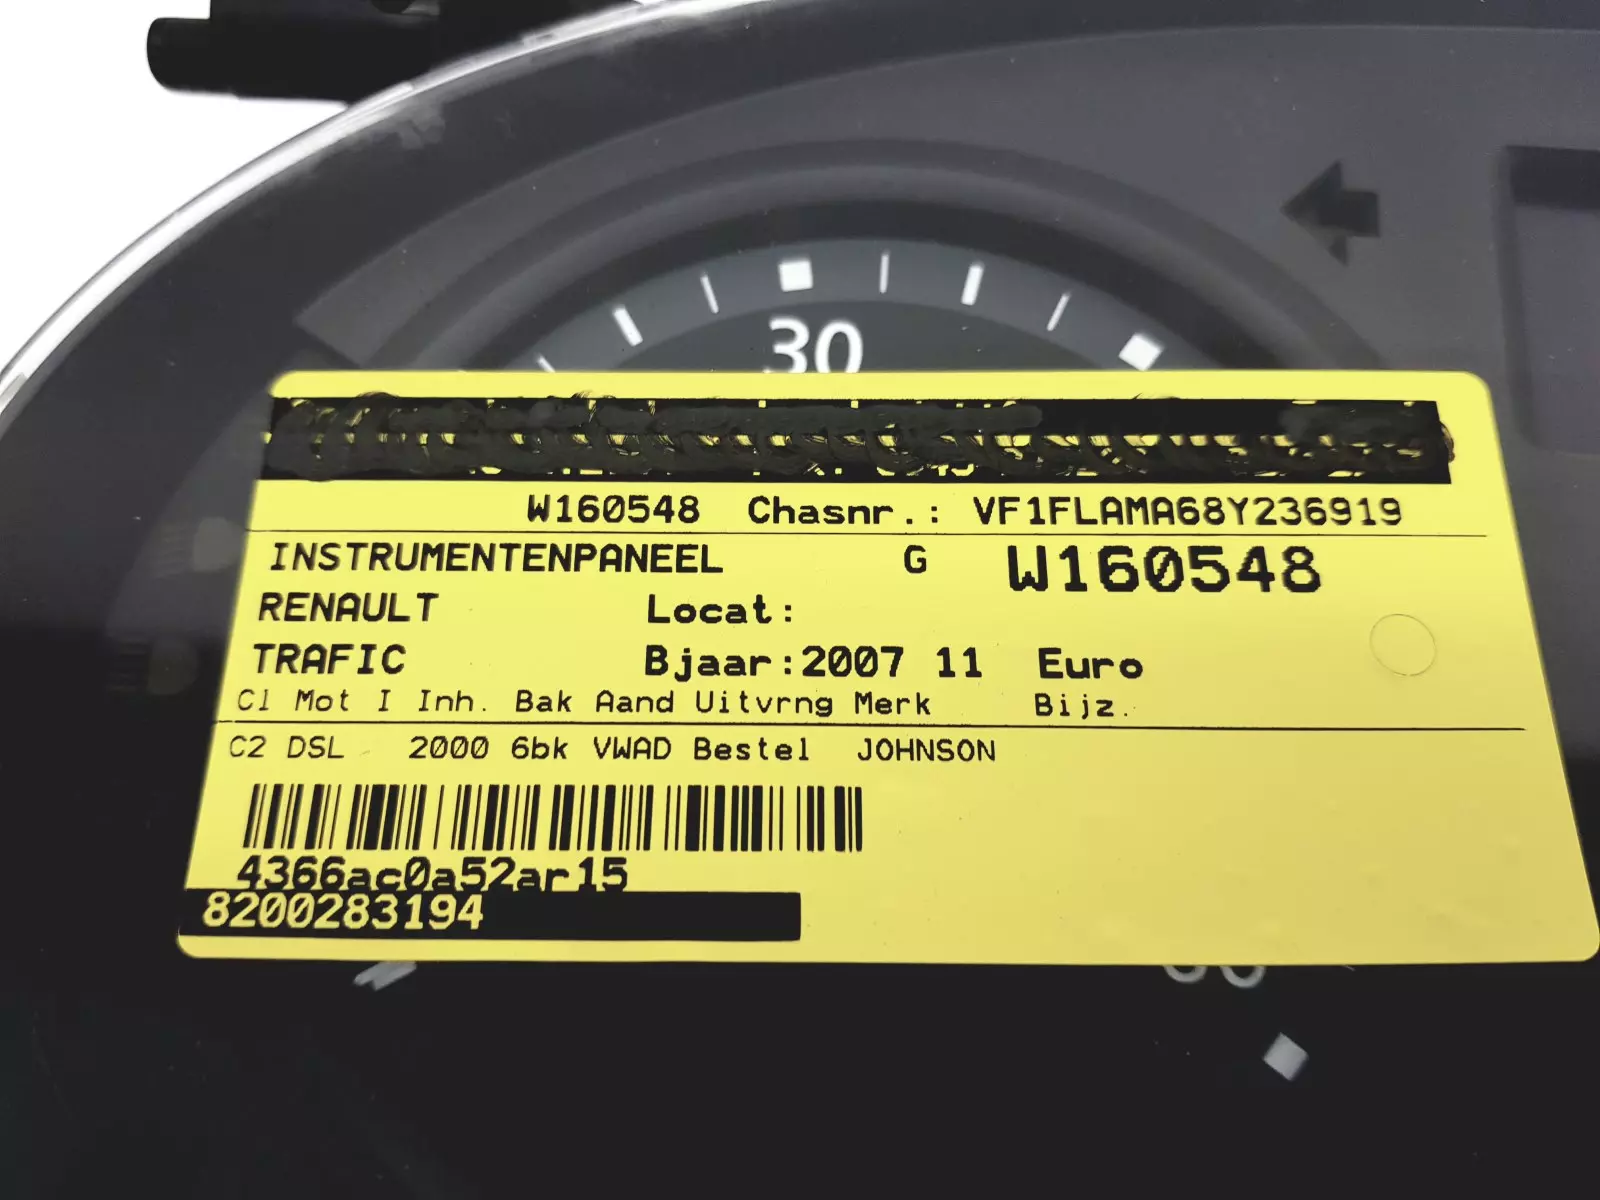 30
W160548 Chasnr.: VF1FLAMA68Y236919
INSTRUMENTENPANEEL G W160548
RENAULT Locat:
TRAFIC Bjaar:2007 11 Euro
Cl Mot I Inh. Bak Aand Uitvrng Merk Bijz.
C2 DSL 2000 6bk VWAD Bestel JOHNSON
4366ac0a52ar15
8200283194